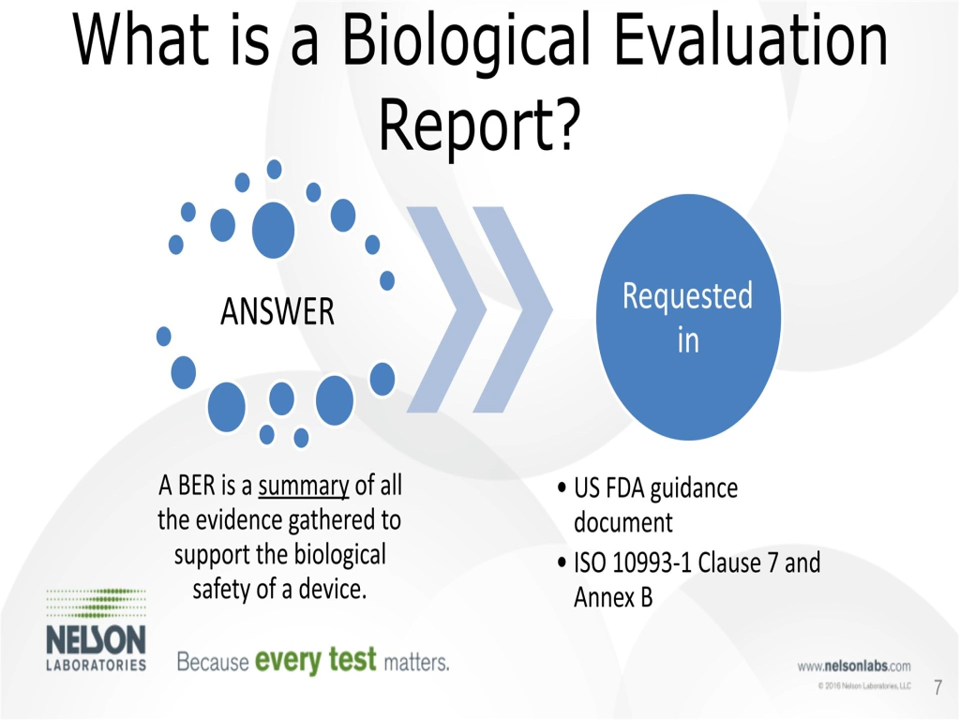 What is a Biological Evaluation
Report?
ANSWER
Requested
in
A BER is a summary of all
the evidence gathered to
support the biological
safety of a device.
• US FDA guidance
document
• ISO 10993-1 Clause 7 and
Annex B
NELSON
LABORATORIES
Because every test matters.
www.nelsonlabs.com
© 2016 Nelson Laboratories, LLC
7